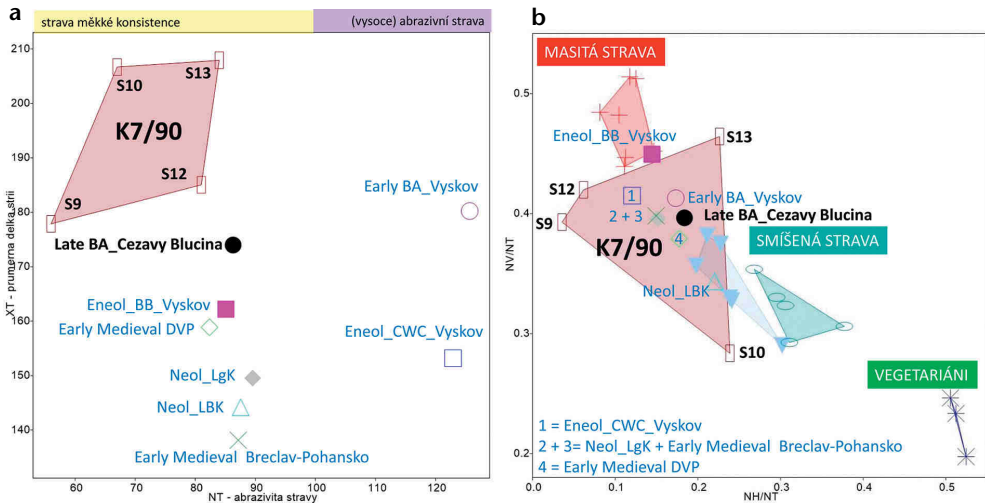 a
strava měkké konsistence
(vysoce) abrazivní strava
210
200
190
180
170
160
150
140
XT - prumerna delka strii
S10
S13
K7/90
S12
S9
Early BA_Vyskov
Late BA_Cezavy Blucina
Eneol_BB_Vyskov
Early Medieval DVP
Eneol_CWC_Vyskov
Neol_LgK
Neol_LBK
Early Medieval Breclav-Pohansko
60
70
80
90
100
110
120
NT - abrazivita stravy
b
MASITÁ STRAVA
0.5
0.4
0.3
0.2
NV/NT
Eneol_BB_Vyskov
S13
S12
1
Early BA_Vyskov
S9
2 + 3
Late BA_Cezavy Blucina
K7/90
4
SMÍŠENÁ STRAVA
Neol_LBK
S10
VEGETARIÁNI
1 = Eneol_CWC_Vyskov
2 + 3= Neol_LgK + Early Medieval Breclav-Pohansko
4 = Early Medieval DVP
0.0
0.1
0.2
0.3
0.4
0.5
NH/NT